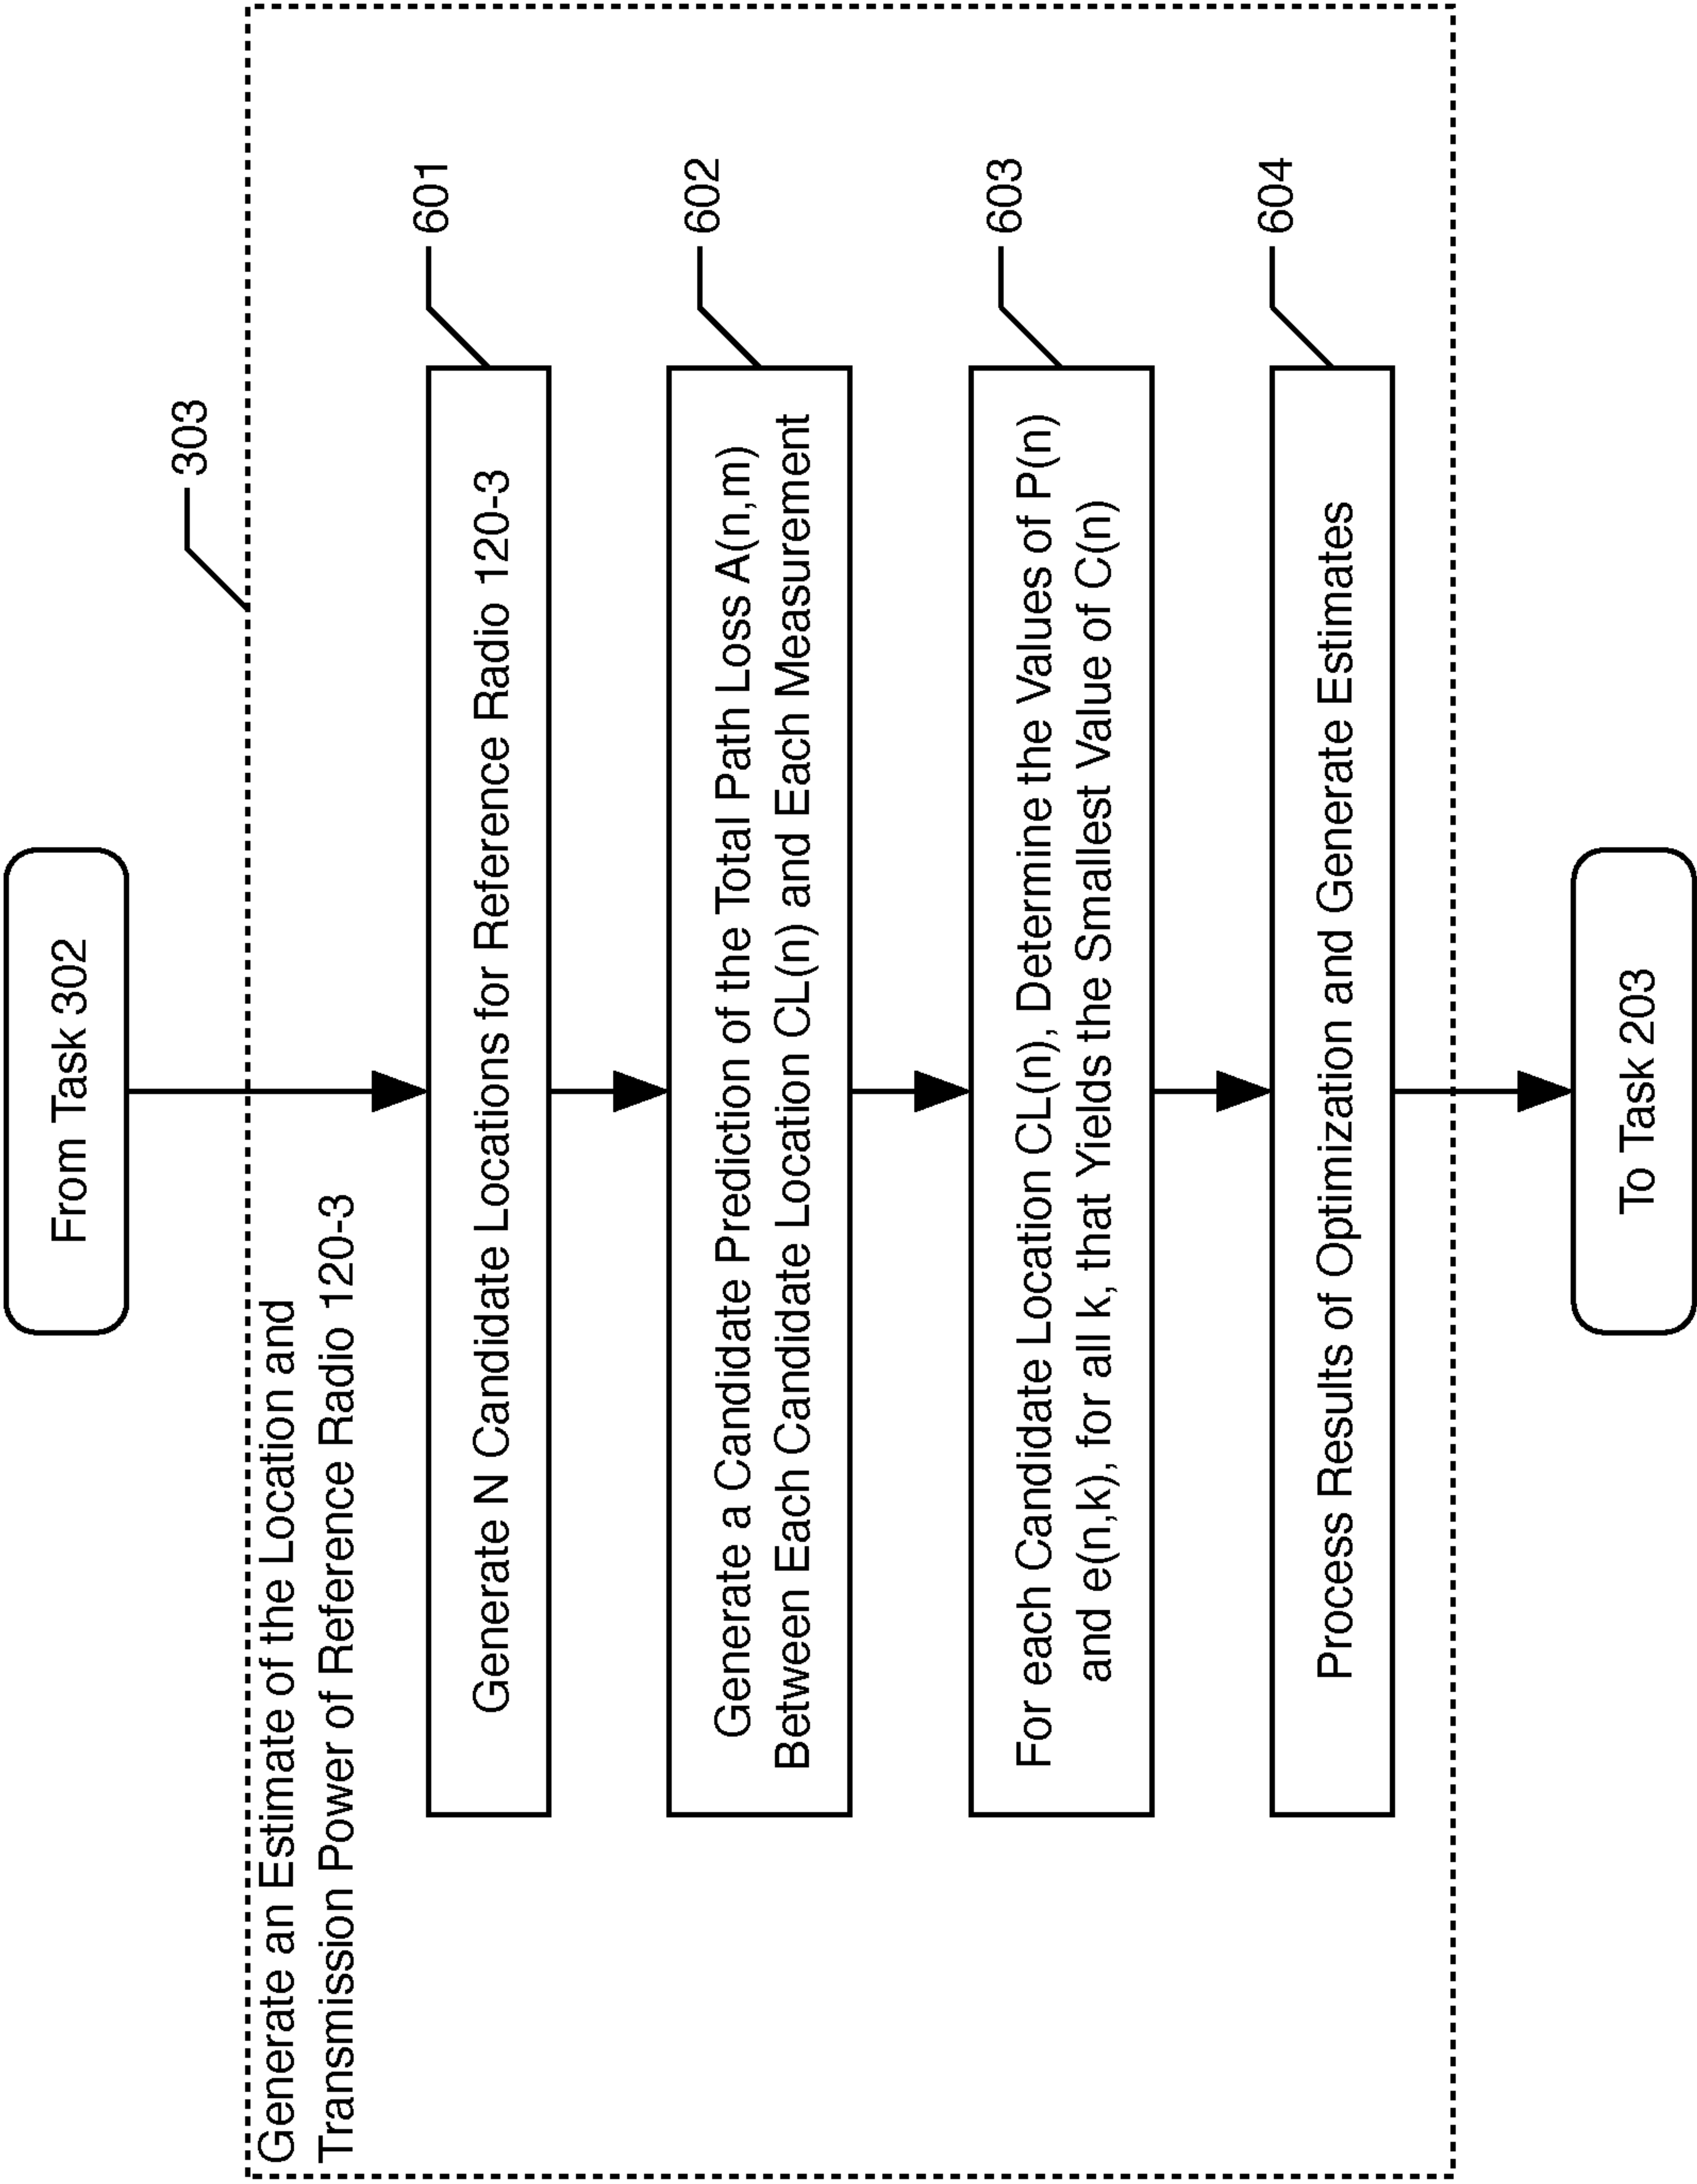 From Task 302
303
Generate an Estimate of the Location and
Transmission Power of Reference Radio 120-3
601
Generate N Candidate Locations for Reference Radio 120-3
602
Generate a Candidate Prediction of the Total Path Loss A(n,m)
Between Each Candidate Location CL(n) and Each Measurement
603
For each Candidate Location CL(n), Determine the Values of P(n)
and e(n,k), for all k, that Yields the Smallest Value of C(n)
604
Process Results of Optimization and Generate Estimates
To Task 203